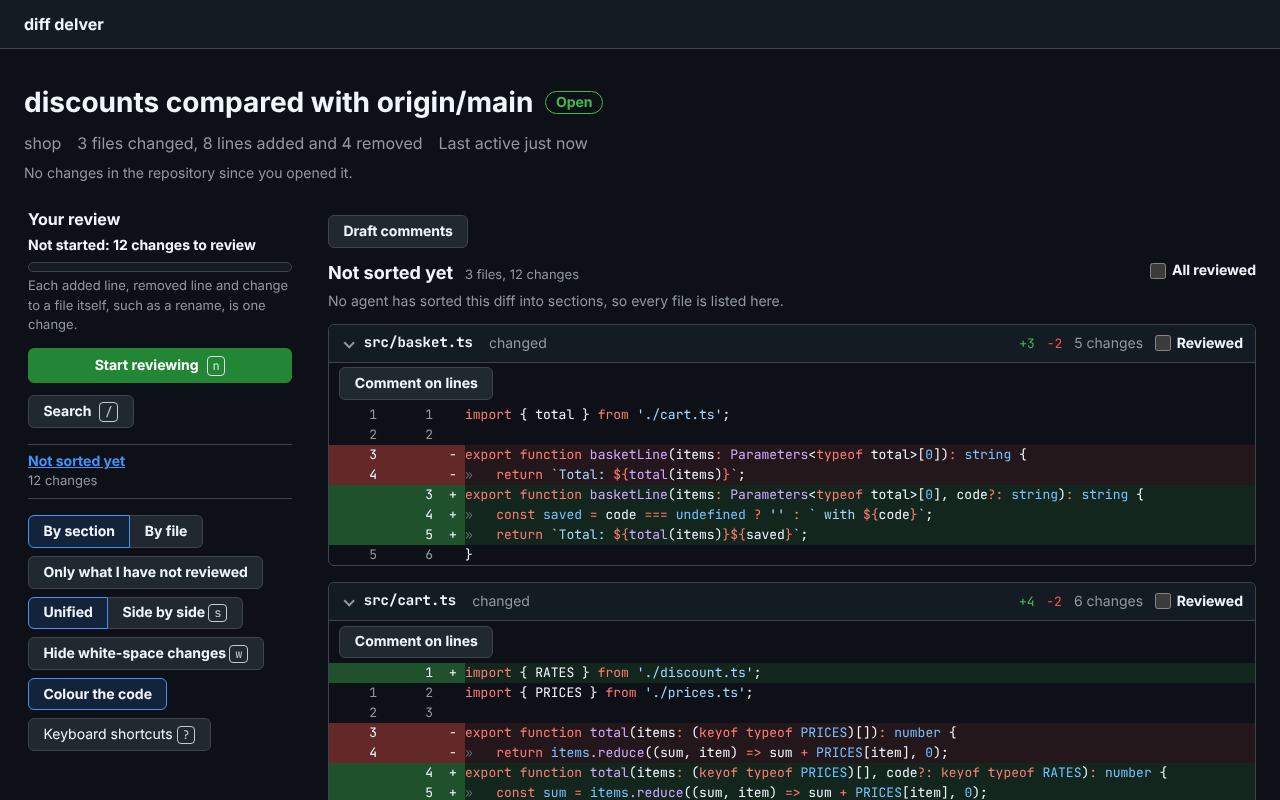 diff delver
discounts compared with origin/main Open
shop 3 files changed, 8 lines added and 4 removed Last active just now
No changes in the repository since you opened it.
Your review
Not started: 12 changes to review
Each added line, removed line and change
to a file itself, such as a rename, is one
change.
Start reviewing n
Search /
Not sorted yet
12 changes
By section By file
Only what I have not reviewed
Unified Side by side s
Hide white-space changes w
Colour the code
Keyboard shortcuts ?
Draft comments
Not sorted yet 3 files, 12 changes All reviewed
No agent has sorted this diff into sections, so every file is listed here.
src/basket.ts changed +3 -2 5 changes Reviewed
Comment on lines
1 1 import { total } from './cart.ts';
2 2
3 - export function basketLine(items: Parameters<typeof total>[0]): string {
4 - » return `Total: ${total(items)}`;
3 + export function basketLine(items: Parameters<typeof total>[0], code?: string): string {
4 + » const saved = code === undefined ? '' : ` with ${code}`;
5 + » return `Total: ${total(items)}${saved}`;
5 6 }
src/cart.ts changed +4 -2 6 changes Reviewed
Comment on lines
1 + import { RATES } from './discount.ts';
1 2 import { PRICES } from './prices.ts';
2 3
3 - export function total(items: (keyof typeof PRICES)[]): number {
4 - » return items.reduce((sum, item) => sum + PRICES[item], 0);
4 + export function total(items: (keyof typeof PRICES)[], code?: keyof typeof RATES): number {
5 + » const sum = items.reduce((sum, item) => sum + PRICES[item], 0);